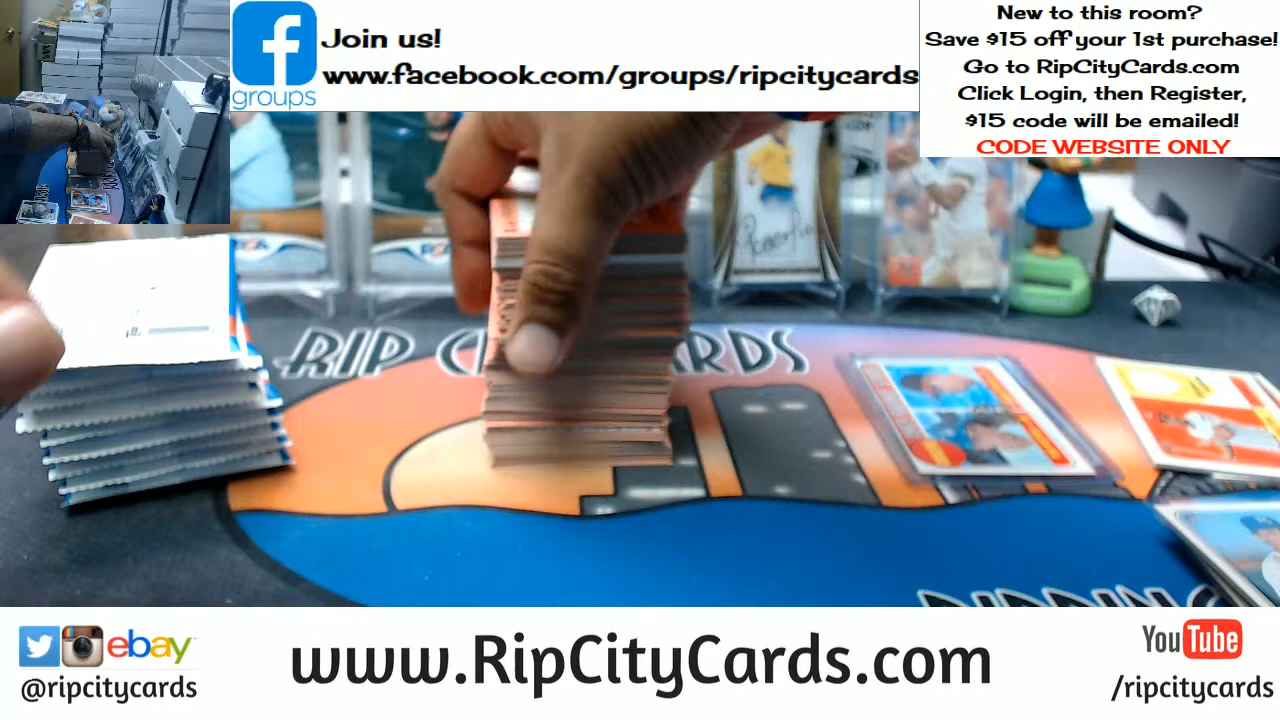 Join us!
www.facebook.com/groups/ripcitycards
groups
New to this room?
Save $15 off your 1st purchase!
Go to RipCityCards.com
Click Login, then Register,
$15 code will be emailed!
CODE WEBSITE ONLY
RIP C ARDS
ebay
@ripcitycards
www.RipCityCards.com
YouTube
/ripcitycards